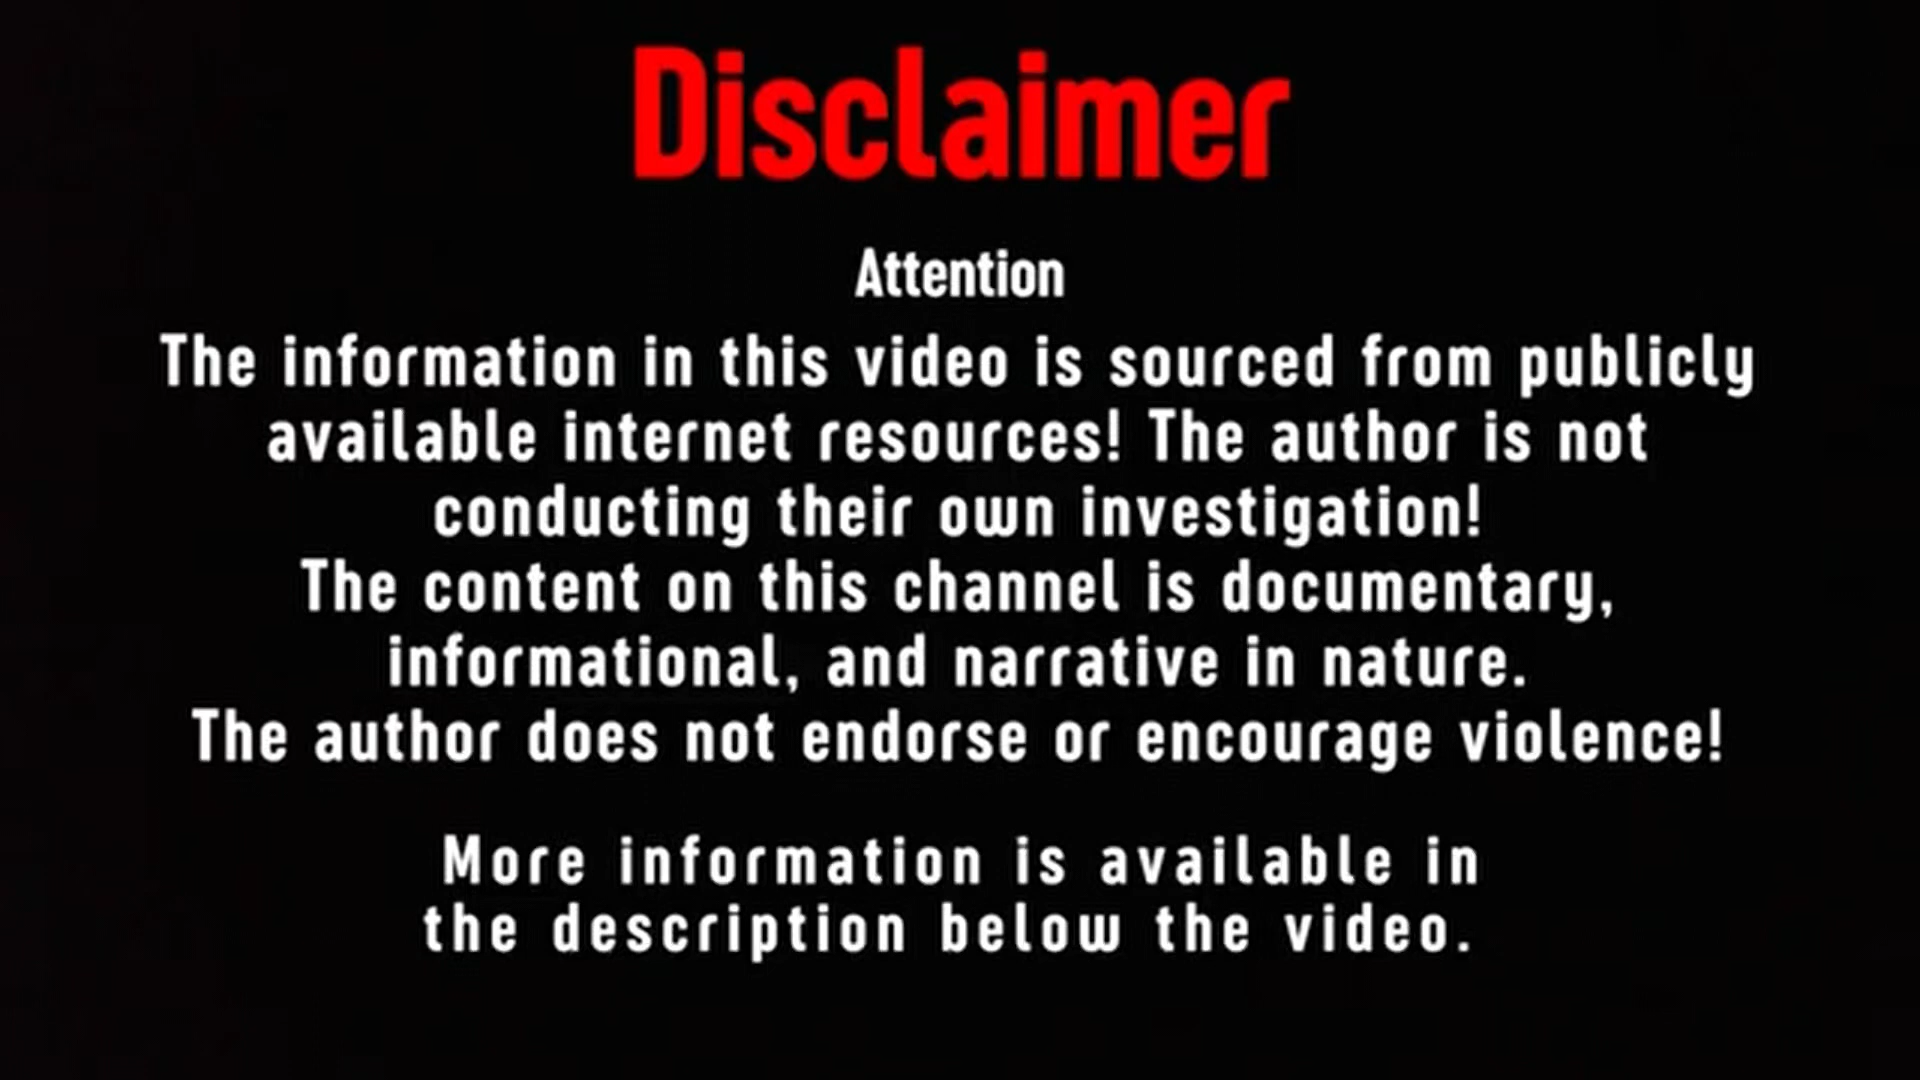 Disclaimer
Attention
The information in this video is sourced from publicly
available internet resources! The author is not
conducting their own investigation!
The content on this channel is documentary,
informational, and narrative in nature.
The author does not endorse or encourage violence!
More information is available in
the description below the video.